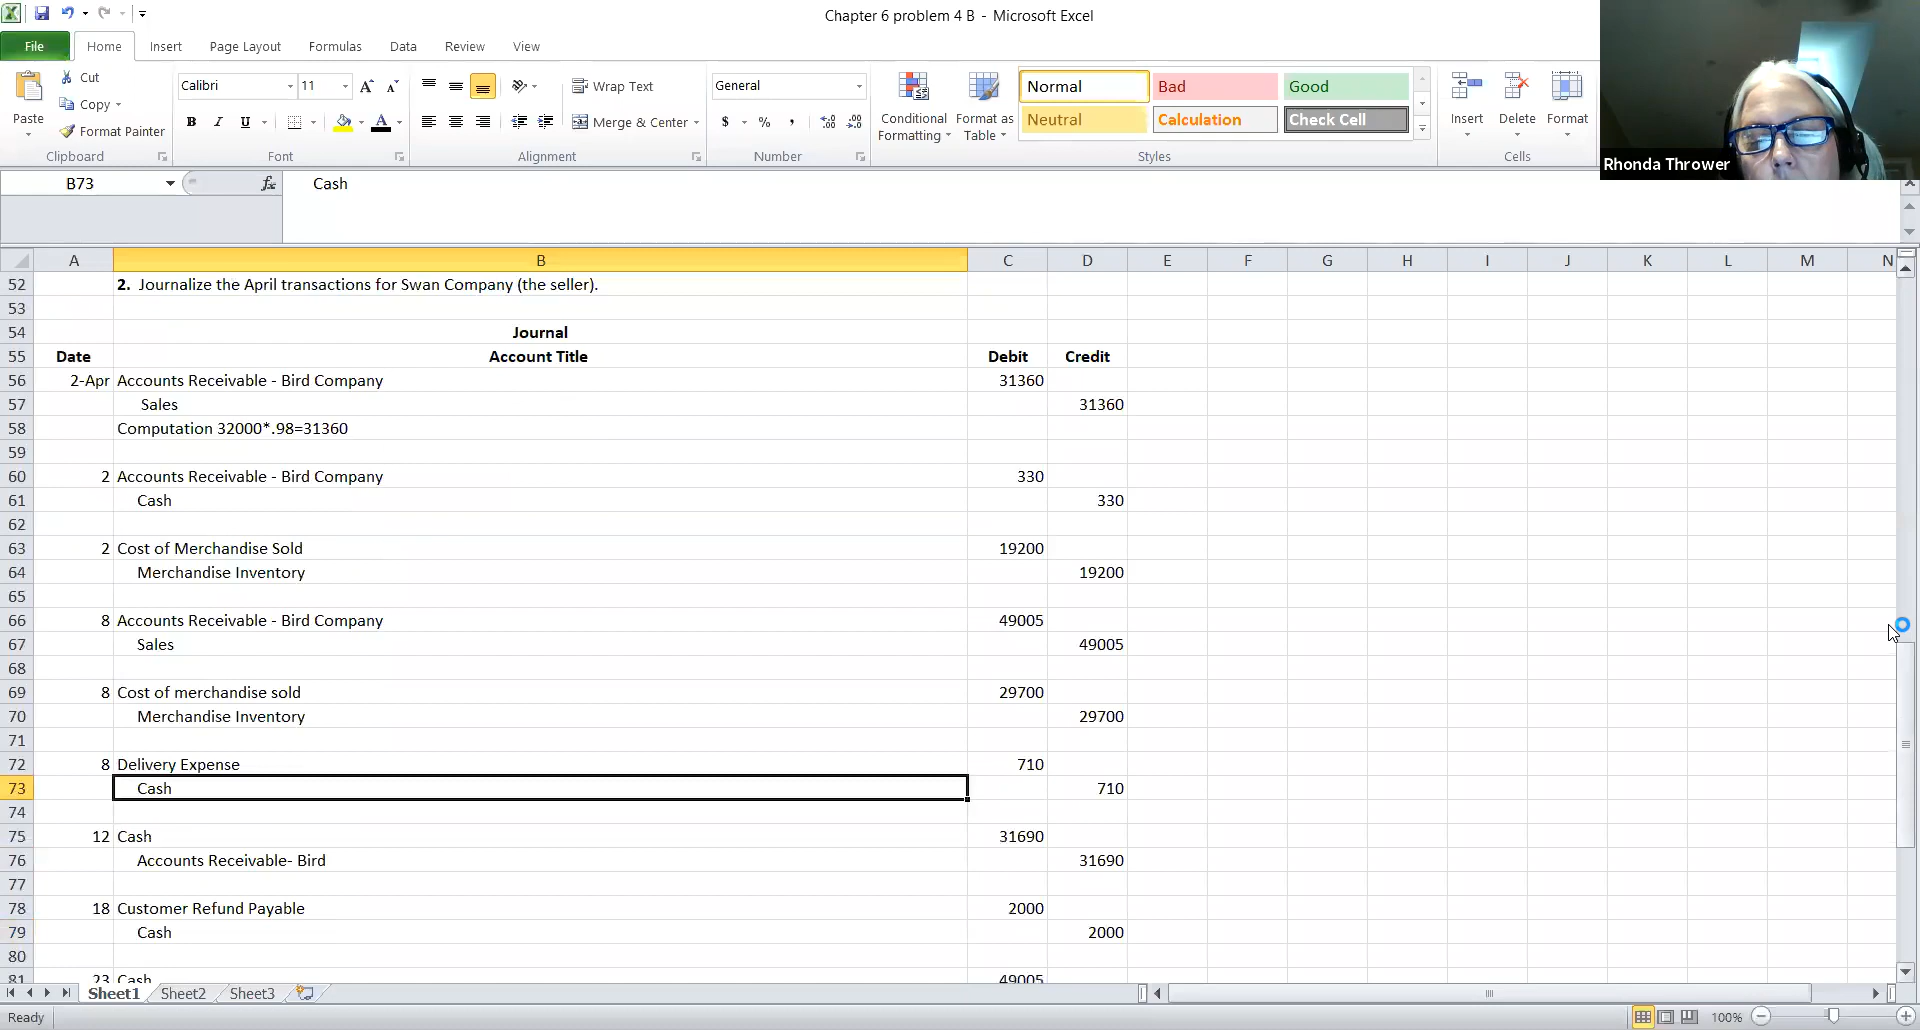 Chapter 6 problem 4 B - Microsoft Excel
File Home Insert Page Layout Formulas Data Review View
Paste
Cut
Copy
Format Painter
Clipboard
Calibri 11
B I U
Font
Wrap Text
Merge & Center
Alignment
General
$ % ,
Number
Conditional Formatting
Format as Table
Normal Bad Good
Neutral Calculation Check Cell
Styles
Insert Delete Format
Cells
Rhonda Thrower
B73 fx Cash
A B C D E F G H I J K L M N
52 2. Journalize the April transactions for Swan Company (the seller).
53
54 Journal
55 Date Account Title Debit Credit
56 2-Apr Accounts Receivable - Bird Company 31360
57 Sales 31360
58 Computation 32000*.98=31360
59
60 2 Accounts Receivable - Bird Company 330
61 Cash 330
62
63 2 Cost of Merchandise Sold 19200
64 Merchandise Inventory 19200
65
66 8 Accounts Receivable - Bird Company 49005
67 Sales 49005
68
69 8 Cost of merchandise sold 29700
70 Merchandise Inventory 29700
71
72 8 Delivery Expense 710
73 Cash 710
74
75 12 Cash 31690
76 Accounts Receivable- Bird 31690
77
78 18 Customer Refund Payable 2000
79 Cash 2000
80
81 23 Cash 49005
Sheet1 Sheet2 Sheet3
Ready 100%